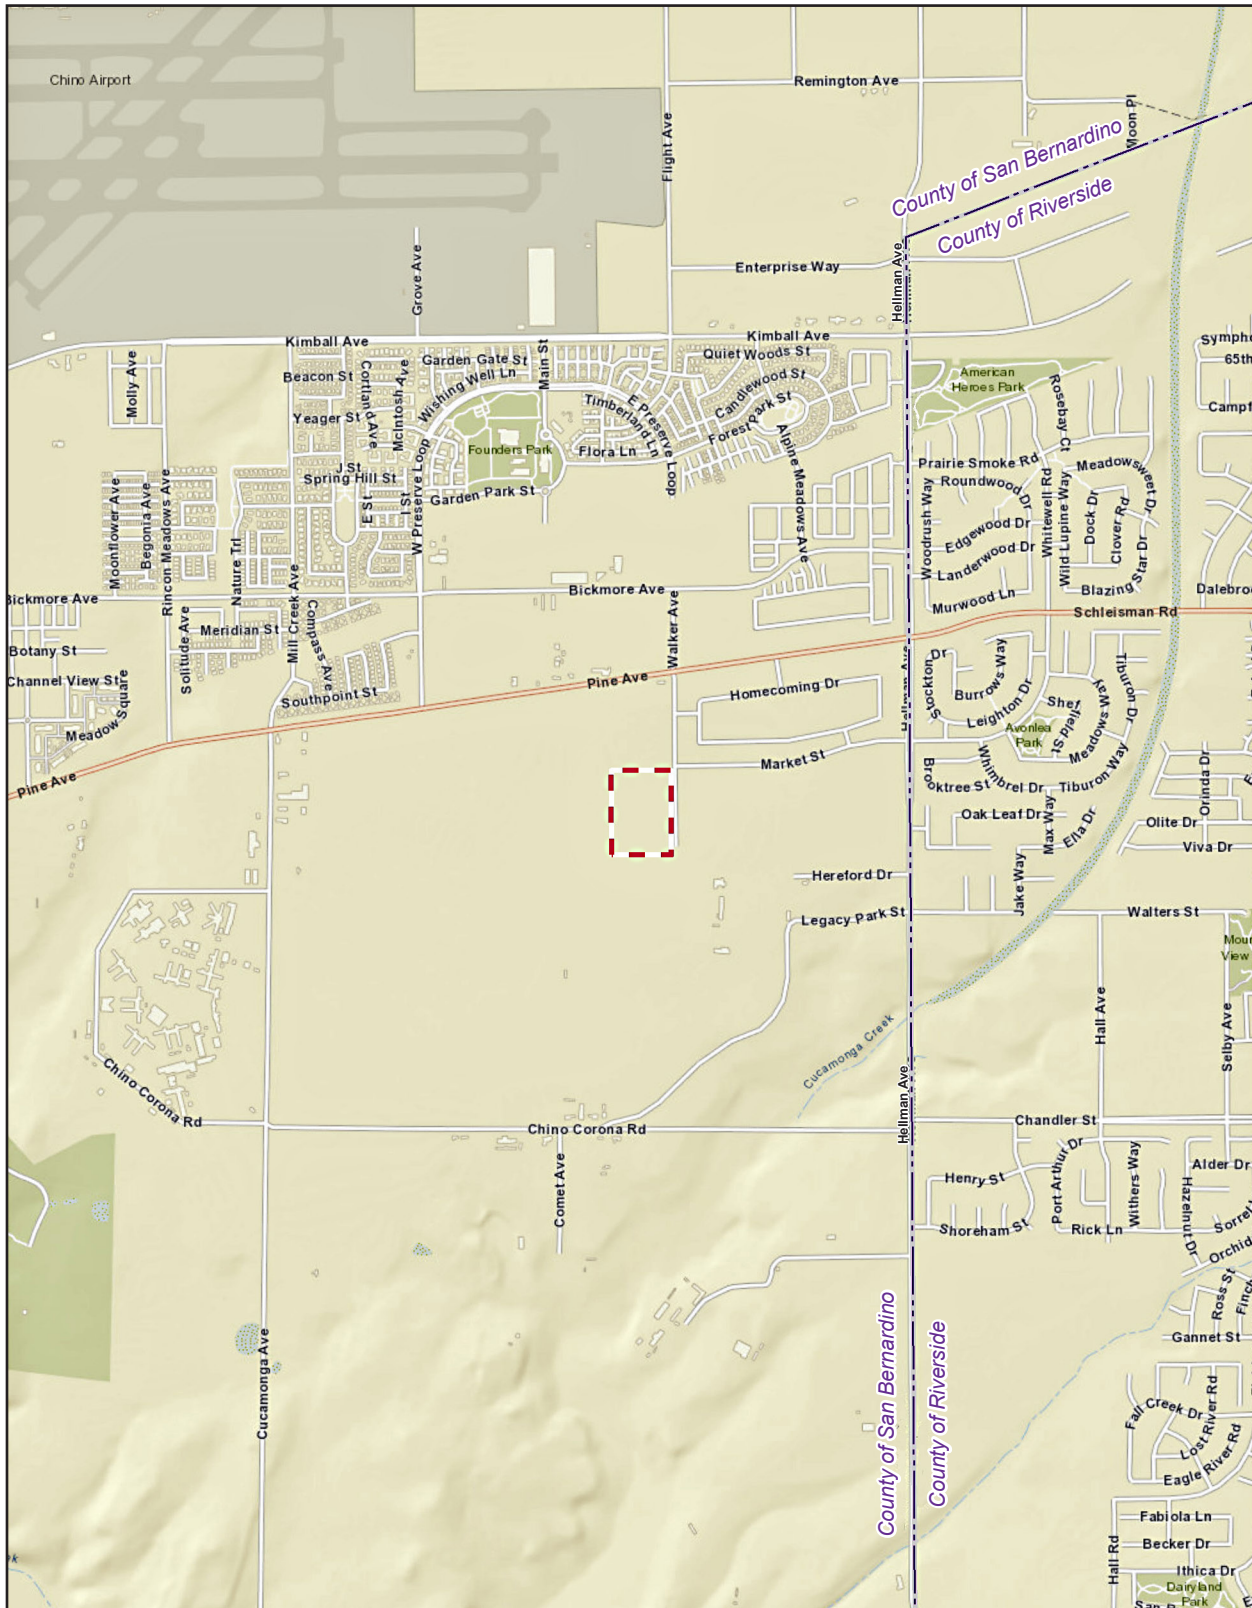 Chino Airport
Remington Ave
Moon Pl
Flight Ave
County of San Bernardino
County of Riverside
Grove Ave
Enterprise Way
Hellman Ave
Kimball Ave
Kimball Ave
Symph
65th
Campf
Molly Ave
Beacon St
Yeager St
Cortland Ave
McIntosh Ave
Garden Gate St
Wishing Well Ln
Main St
Quiet Woods St
Candlewood St
Forest Park St
Timberland Ln
E Preserve Loop
Flora Ln
Founders Park
American
Heroes Park
Rosebay Ct
J St
Spring Hill St
E St
I St
W Preserve Loop
Garden Park St
Alpine Meadows Ave
Prairie Smoke Rd
Roundwood Dr
Meadowsweet Dr
Woodrush Way
Edgewood Dr
Landerwood Dr
Whitewell Rd
Wild Lupine Way
Dock Dr
Clover Rd
Blazing Star Dr
Murwood Ln
Moonflower Ave
Begonia Ave
Rincon Meadows Ave
Nature Trl
Mill Creek Ave
Compass Ave
Bickmore Ave
Bickmore Ave
Schleisman Rd
Dalebro
Botany St
Channel View St
Meadow Square
Solitude Ave
Meridian St
Southpoint St
Walker Ave
Pine Ave
Pine Ave
Homecoming Dr
Market St
Hellman Ave
Stockton Dr
Burrows Way
Leighton Dr
Sheffield St
Meadows Way
Tiburon Dr
Avonlea
Park
Whimbrel Dr
Tiburon Way
Brooktree St
Oak Leaf Dr
Max Way
Ella Dr
Orinda Dr
Olite Dr
Viva Dr
Hereford Dr
Jake Way
Legacy Park St
Walters St
Mour
View
Hall Ave
Selby Ave
Cucamonga Creek
Hellman Ave
Chino Corona Rd
Chino Corona Rd
Chandler St
Comet Ave
Port Arthur Dr
Withers Way
Alder Dr
Henry St
Hazelnut Dr
Shoreham St
Rick Ln
Sorrel
Orchid
Ross St
Finch
Gannet St
Cucamonga Ave
County of San Bernardino
County of Riverside
Fall Creek Dr
Lost River Rd
Eagle River Rd
Hall Rd
Fabiola Ln
Becker Dr
Ithica Dr
Dairyland
Park